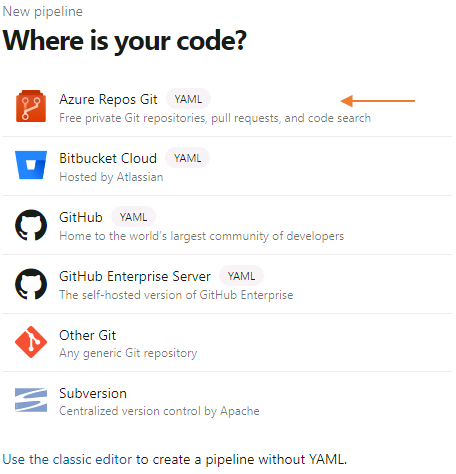 New pipeline
Where is your code?
Azure Repos Git YAML
Free private Git repositories, pull requests, and code search
Bitbucket Cloud YAML
Hosted by Atlassian
GitHub YAML
Home to the world's largest community of developers
GitHub Enterprise Server YAML
The self-hosted version of GitHub Enterprise
Other Git
Any generic Git repository
Subversion
Centralized version control by Apache
Use the classic editor to create a pipeline without YAML.